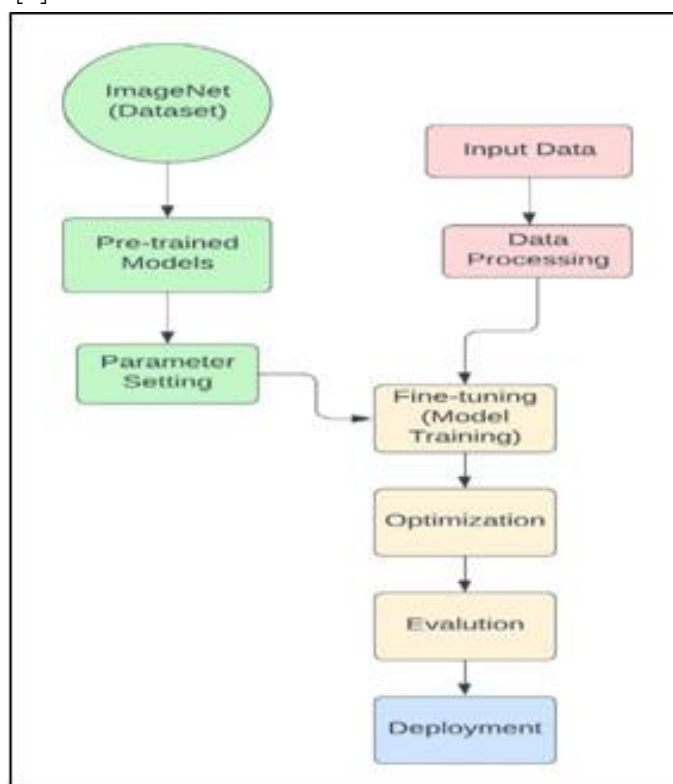 ImageNet
(Dataset)
Input Data
Pre-trained
Models
Data
Processing
Parameter
Setting
Fine-tuning
(Model
Training)
Optimization
Evalution
Deployment